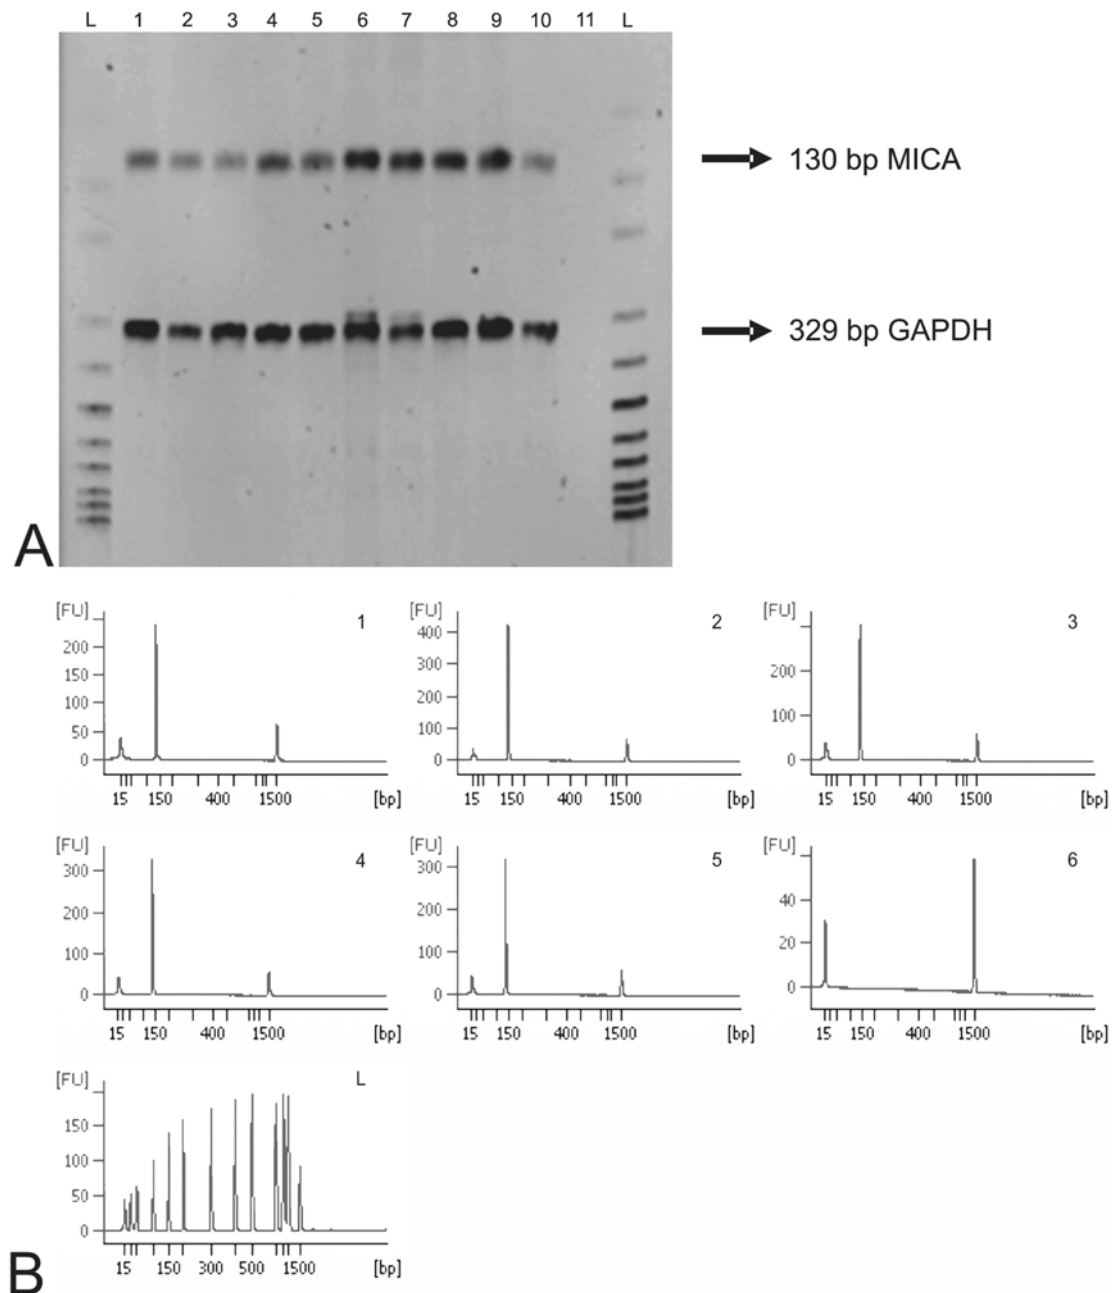 L 1 2 3 4 5 6 7 8 9 10 11 L
130 bp MICA
329 bp GAPDH
A
[FU] 1
200
150
100
50
0
15 150 400 1500 [bp]
[FU] 2
400
300
200
100
0
15 150 400 1500 [bp]
[FU] 3
200
100
0
15 150 400 1500 [bp]
[FU] 4
300
200
100
0
15 150 400 1500 [bp]
[FU] 5
300
200
100
0
15 150 400 1500 [bp]
[FU] 6
40
20
0
15 150 400 1500 [bp]
[FU] L
150
100
50
0
15 150 300 500 1500 [bp]
B